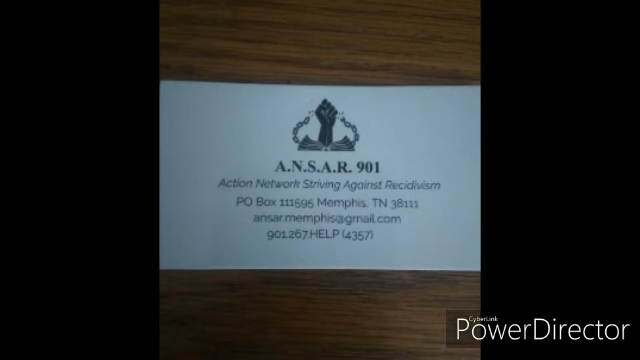 A.N.S.A.R. 901
Action Network Striving Against Recidivism
PO Box 111595 Memphis, TN 38111
ansar.memphis@gmail.com
901.267.HELP (4357)
CyberLink
PowerDirector